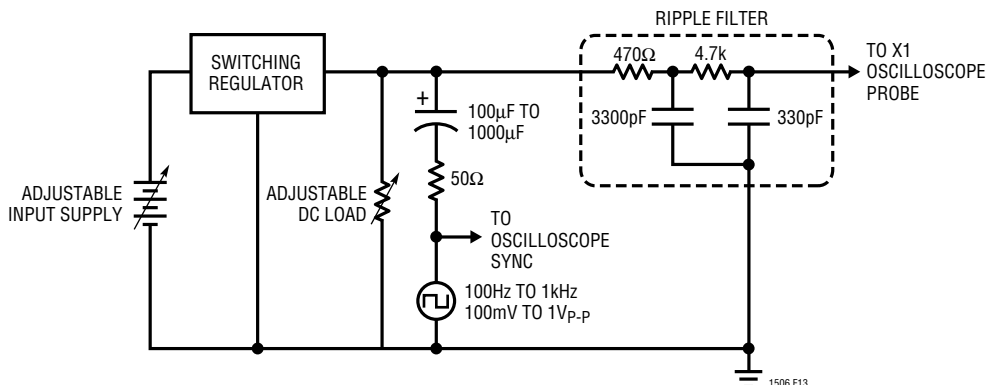 RIPPLE FILTER
SWITCHING
REGULATOR
470Ω
4.7k
TO X1
OSCILLOSCOPE
PROBE
+
100µF TO
1000µF
3300pF
330pF
ADJUSTABLE
INPUT SUPPLY
ADJUSTABLE
DC LOAD
50Ω
TO
OSCILLOSCOPE
SYNC
100Hz TO 1kHz
100mV TO 1VP-P
1506 F13